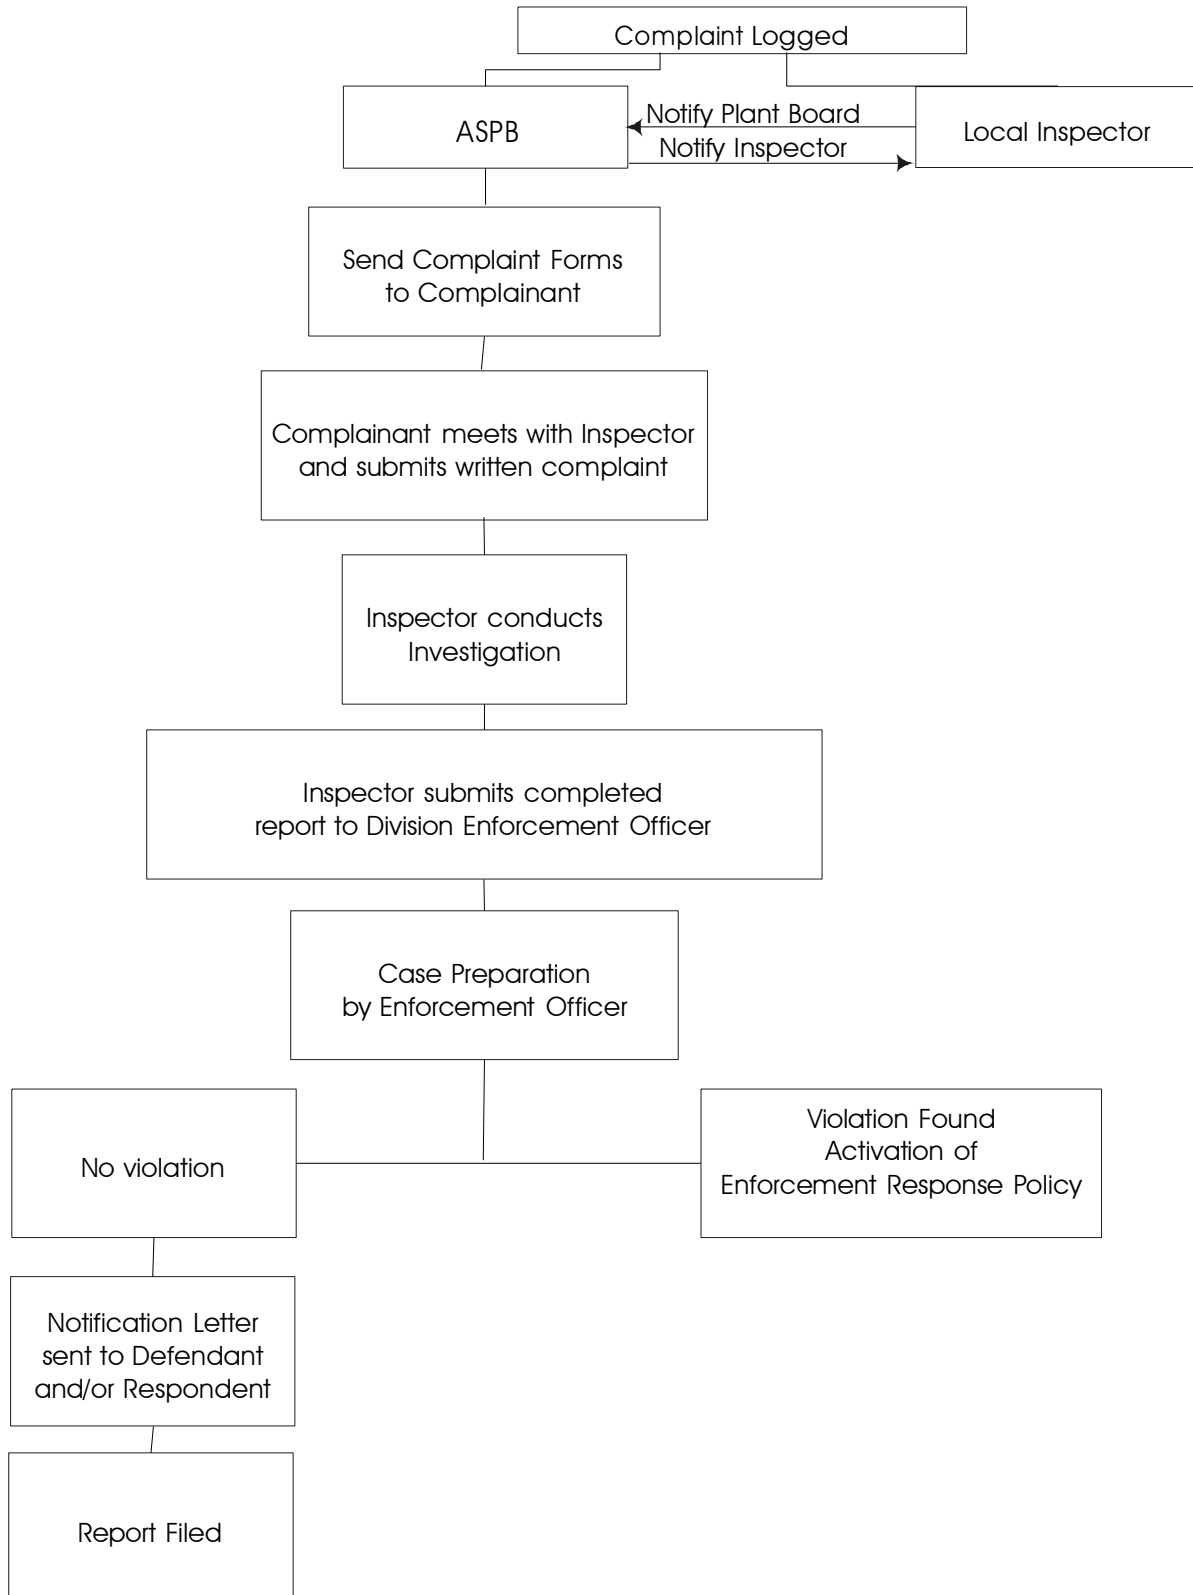 Complaint Logged
ASPB
Notify Plant Board
Notify Inspector
Local Inspector
Send Complaint Forms
to Complainant
Complainant meets with Inspector
and submits written complaint
Inspector conducts
Investigation
Inspector submits completed
report to Division Enforcement Officer
Case Preparation
by Enforcement Officer
No violation
Violation Found
Activation of
Enforcement Response Policy
Notification Letter
sent to Defendant
and/or Respondent
Report Filed